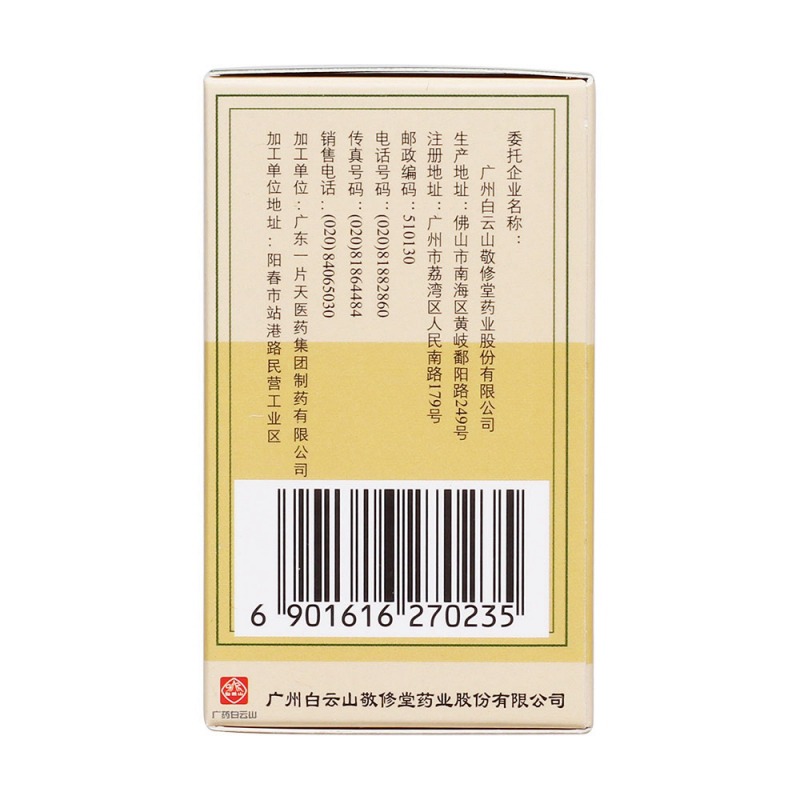 委托企业名称：
广州白云山敬修堂药业股份有限公司
生产地址：佛山市南海区黄岐鄱阳路249号
注册地址：广州市荔湾区人民南路179号
邮政编码：510130
电话号码：(020)81882860
传真号码：(020)81864484
销售电话：(020)84065030
加工单位：广东一片天医药集团制药有限公司
加工单位地址：阳春市站港路民营工业区
6 901616 270235
广药白云山
广州白云山敬修堂药业股份有限公司